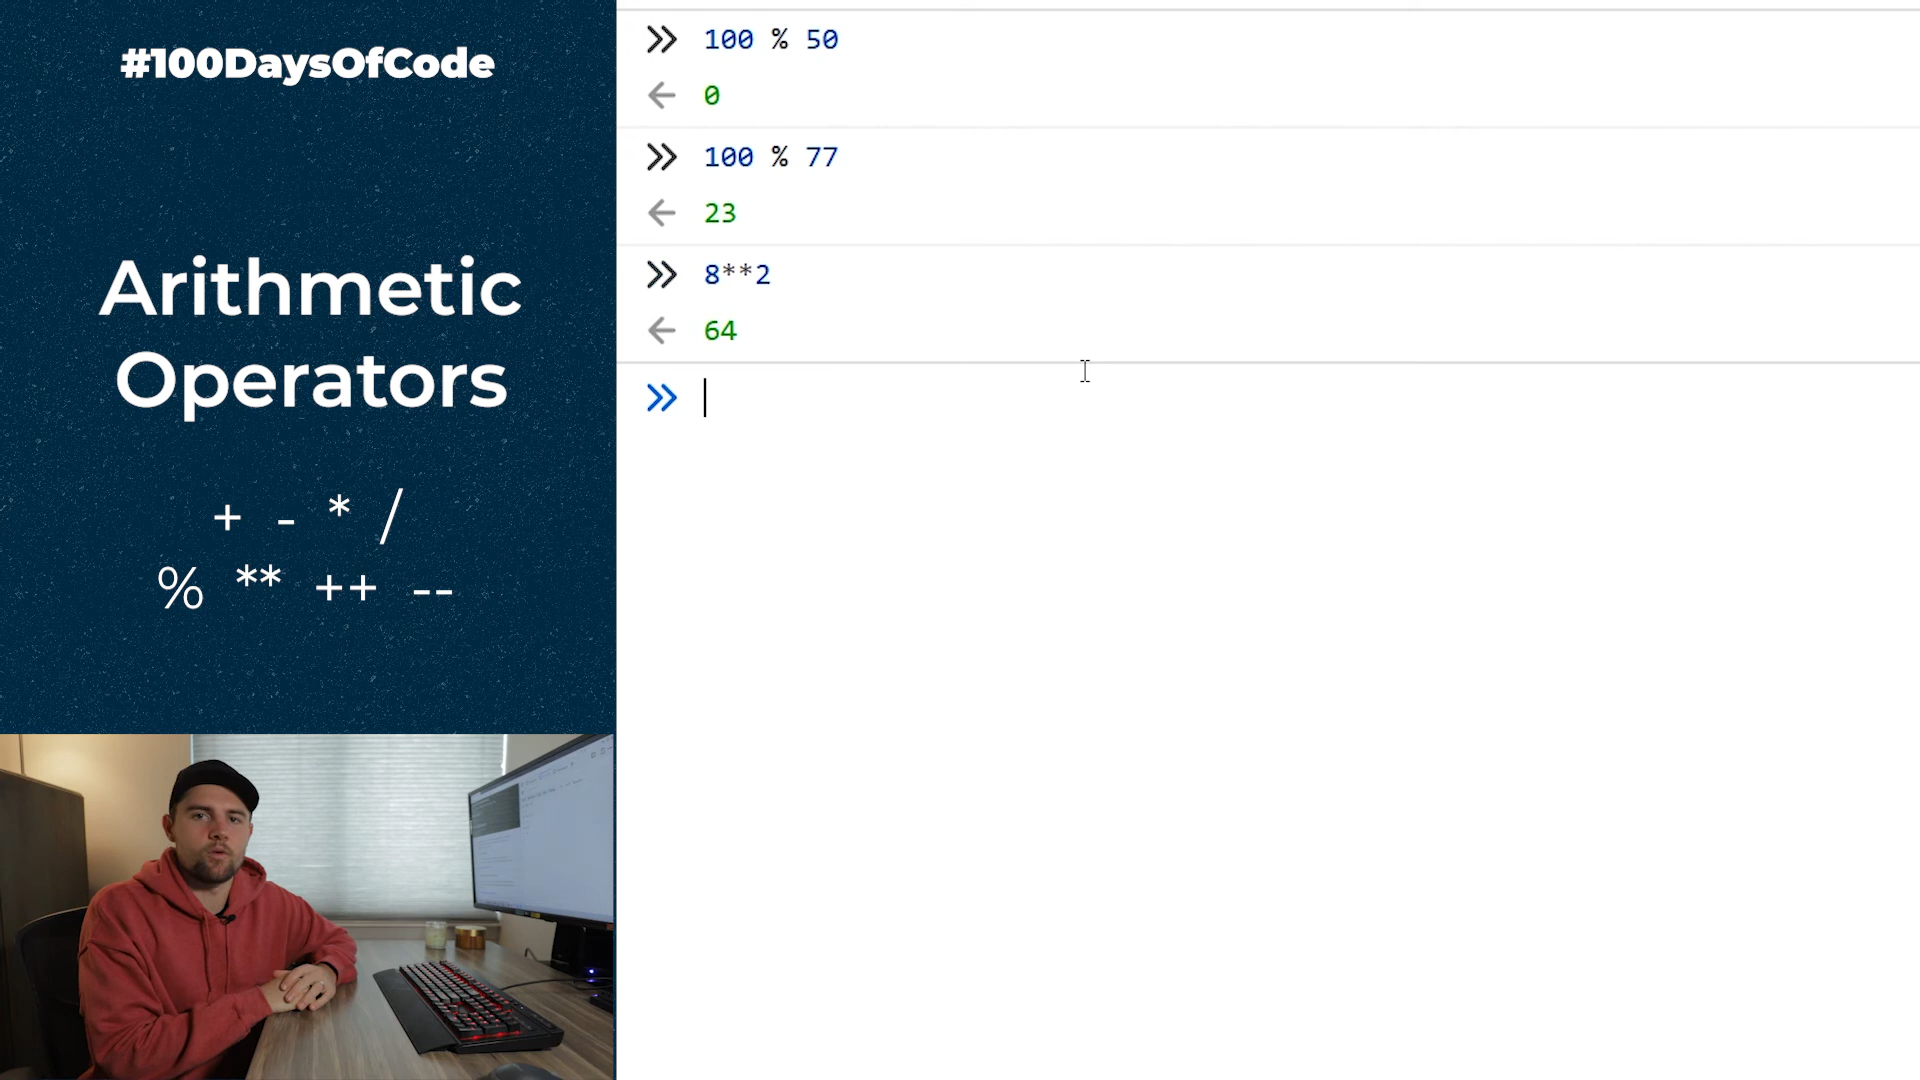 #100DaysOfCode
Arithmetic
Operators
+ - * /
% ** ++ --
>> 100 % 50
← 0
>> 100 % 77
← 23
>> 8**2
← 64
>>